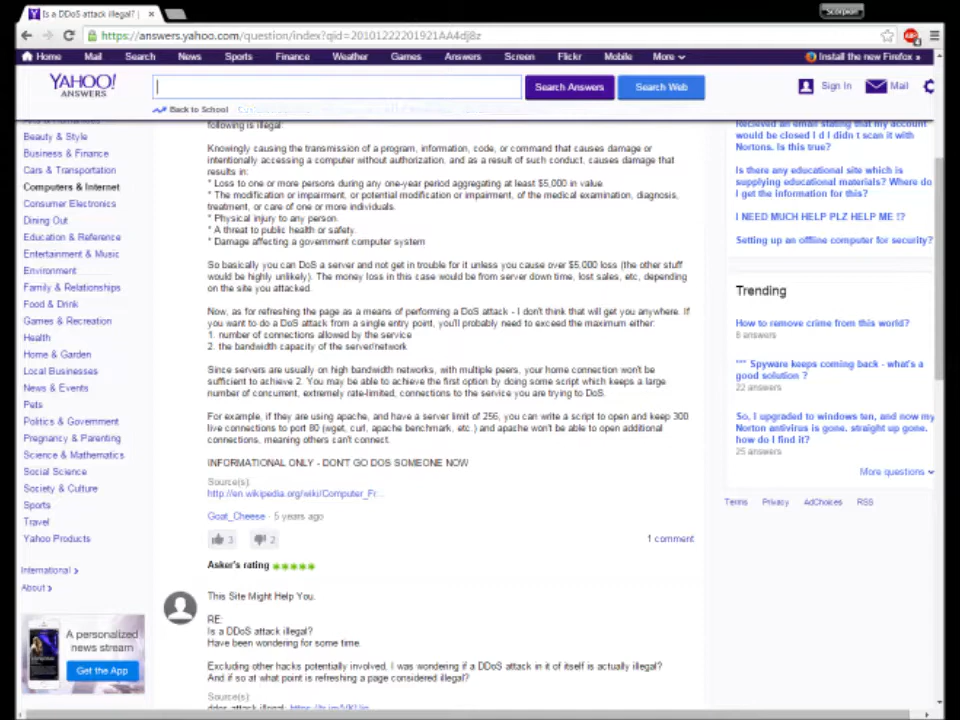 Is a DDoS attack illegal? |
Scorpion
https://answers.yahoo.com/question/index?qid=20101222201921AA4dj8z
Home Mail Search News Sports Finance Weather Games Answers Screen Flickr Mobile More
Install the new Firefox »
YAHOO!
ANSWERS
Search Answers
Search Web
Sign In
Mail
Back to School
Beauty & Style
Business & Finance
Cars & Transportation
Computers & Internet
Consumer Electronics
Dining Out
Education & Reference
Entertainment & Music
Environment
Family & Relationships
Food & Drink
Games & Recreation
Health
Home & Garden
Local Businesses
News & Events
Pets
Politics & Government
Pregnancy & Parenting
Science & Mathematics
Social Science
Society & Culture
Sports
Travel
Yahoo Products
International
About
A personalized
news stream
Get the App
following is illegal:
Knowingly causing the transmission of a program, information, code, or command that causes damage or
intentionally accessing a computer without authorization, and as a result of such conduct, causes damage that
results in:
* Loss to one or more persons during any one-year period aggregating at least $5,000 in value.
* The modification or impairment, or potential modification or impairment, of the medical examination, diagnosis,
treatment, or care of one or more individuals.
* Physical injury to any person.
* A threat to public health or safety.
* Damage affecting a government computer system
So basically you can DoS a server and not get in trouble for it unless you cause over $5,000 loss (the other stuff
would be highly unlikely). The money loss in this case would be from server down time, lost sales, etc, depending
on the site you attacked.
Now, as for refreshing the page as a means of performing a DoS attack - I don't think that will get you anywhere. If
you want to do a DoS attack from a single entry point, you'll probably need to exceed the maximum either:
1. number of connections allowed by the service
2. the bandwidth capacity of the server/network
Since servers are usually on high bandwidth networks, with multiple peers, your home connection won't be
sufficient to achieve 2. You may be able to achieve the first option by doing some script which keeps a large
number of concurrent, extremely rate-limited, connections to the service you are trying to DoS.
For example, if they are using apache, and have a server limit of 256, you can write a script to open and keep 300
live connections to port 80 (wget, curl, apache benchmark, etc.) and apache won't be able to open additional
connections, meaning others can't connect.
INFORMATIONAL ONLY - DON'T GO DOS SOMEONE NOW
Source(s):
http://en.wikipedia.org/wiki/Computer_Fr...
Goat_Cheese · 5 years ago
3
2
1 comment
Asker's rating
This Site Might Help You.
RE:
Is a DDoS attack illegal?
Have been wondering for some time.
Excluding other hacks potentially involved, I was wondering if a DDoS attack in it of itself is actually illegal?
And if so at what point is refreshing a page considered illegal?
Source(s):
ddos attack illegal:
Recieved an email stating that my account
would be closed I d I didn t scan it with
Nortons. Is this true?
Is there any educational site which is
supplying educational materials? Where do
I get the information for this?
I NEED MUCH HELP PLZ HELP ME !?
Setting up an offline computer for security?
Trending
How to remove crime from this world?
6 answers
*** Spyware keeps coming back - what's a
good solution ?
22 answers
So, I upgraded to windows ten, and now my
Norton antivirus is gone. straight up gone.
how do I find it?
25 answers
More questions
Terms Privacy AdChoices RSS